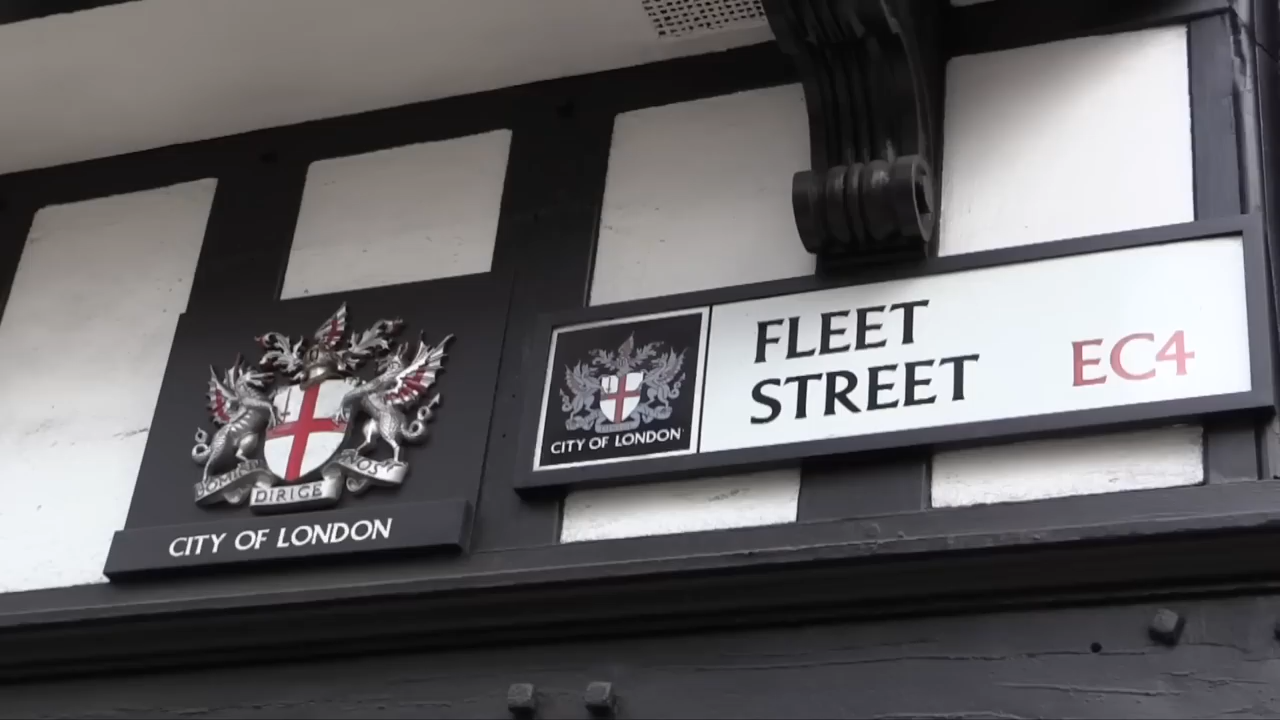 DOMINE
DIRIGE
NOS
CITY OF LONDON
CITY OF LONDON
FLEET
STREET
EC4